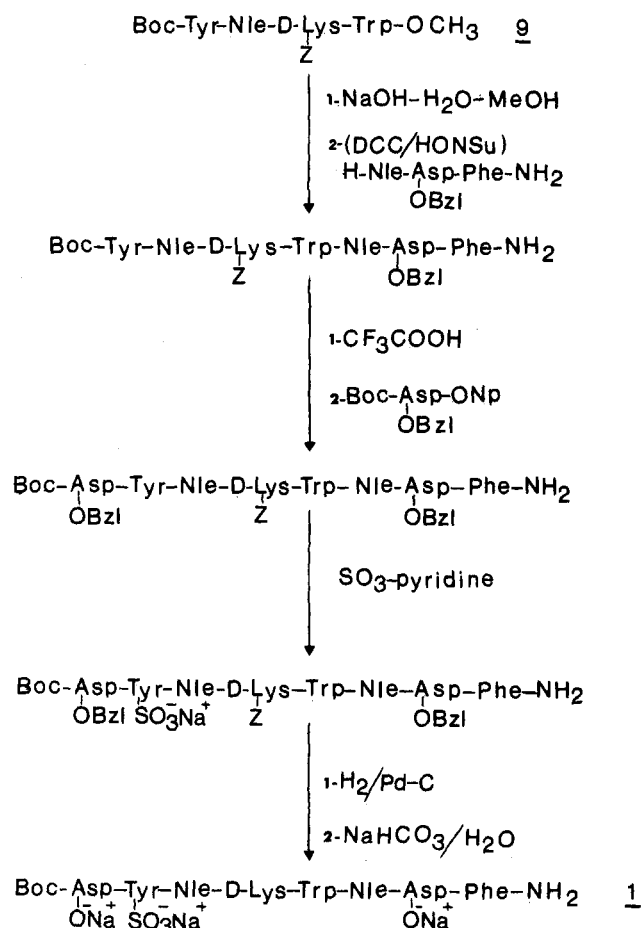 Boc-Tyr-Nle-D-Lys-Trp-OCH3 9
Z
1-NaOH-H2O-MeOH
2-(DCC/HONSu)
H-Nle-Asp-Phe-NH2
OBzl
Boc-Tyr-Nle-D-Lys-Trp-Nle-Asp-Phe-NH2
Z OBzl
1-CF3COOH
2-Boc-Asp-ONp
OBzl
Boc-Asp-Tyr-Nle-D-Lys-Trp-Nle-Asp-Phe-NH2
OBzl Z OBzl
SO3-pyridine
Boc-Asp-Tyr-Nle-D-Lys-Trp-Nle-Asp-Phe-NH2
OBzl SO3-Na+ Z OBzl
1-H2/Pd-C
2-NaHCO3/H2O
Boc-Asp-Tyr-Nle-D-Lys-Trp-Nle-Asp-Phe-NH2 1
O-Na+ SO3-Na+ O-Na+